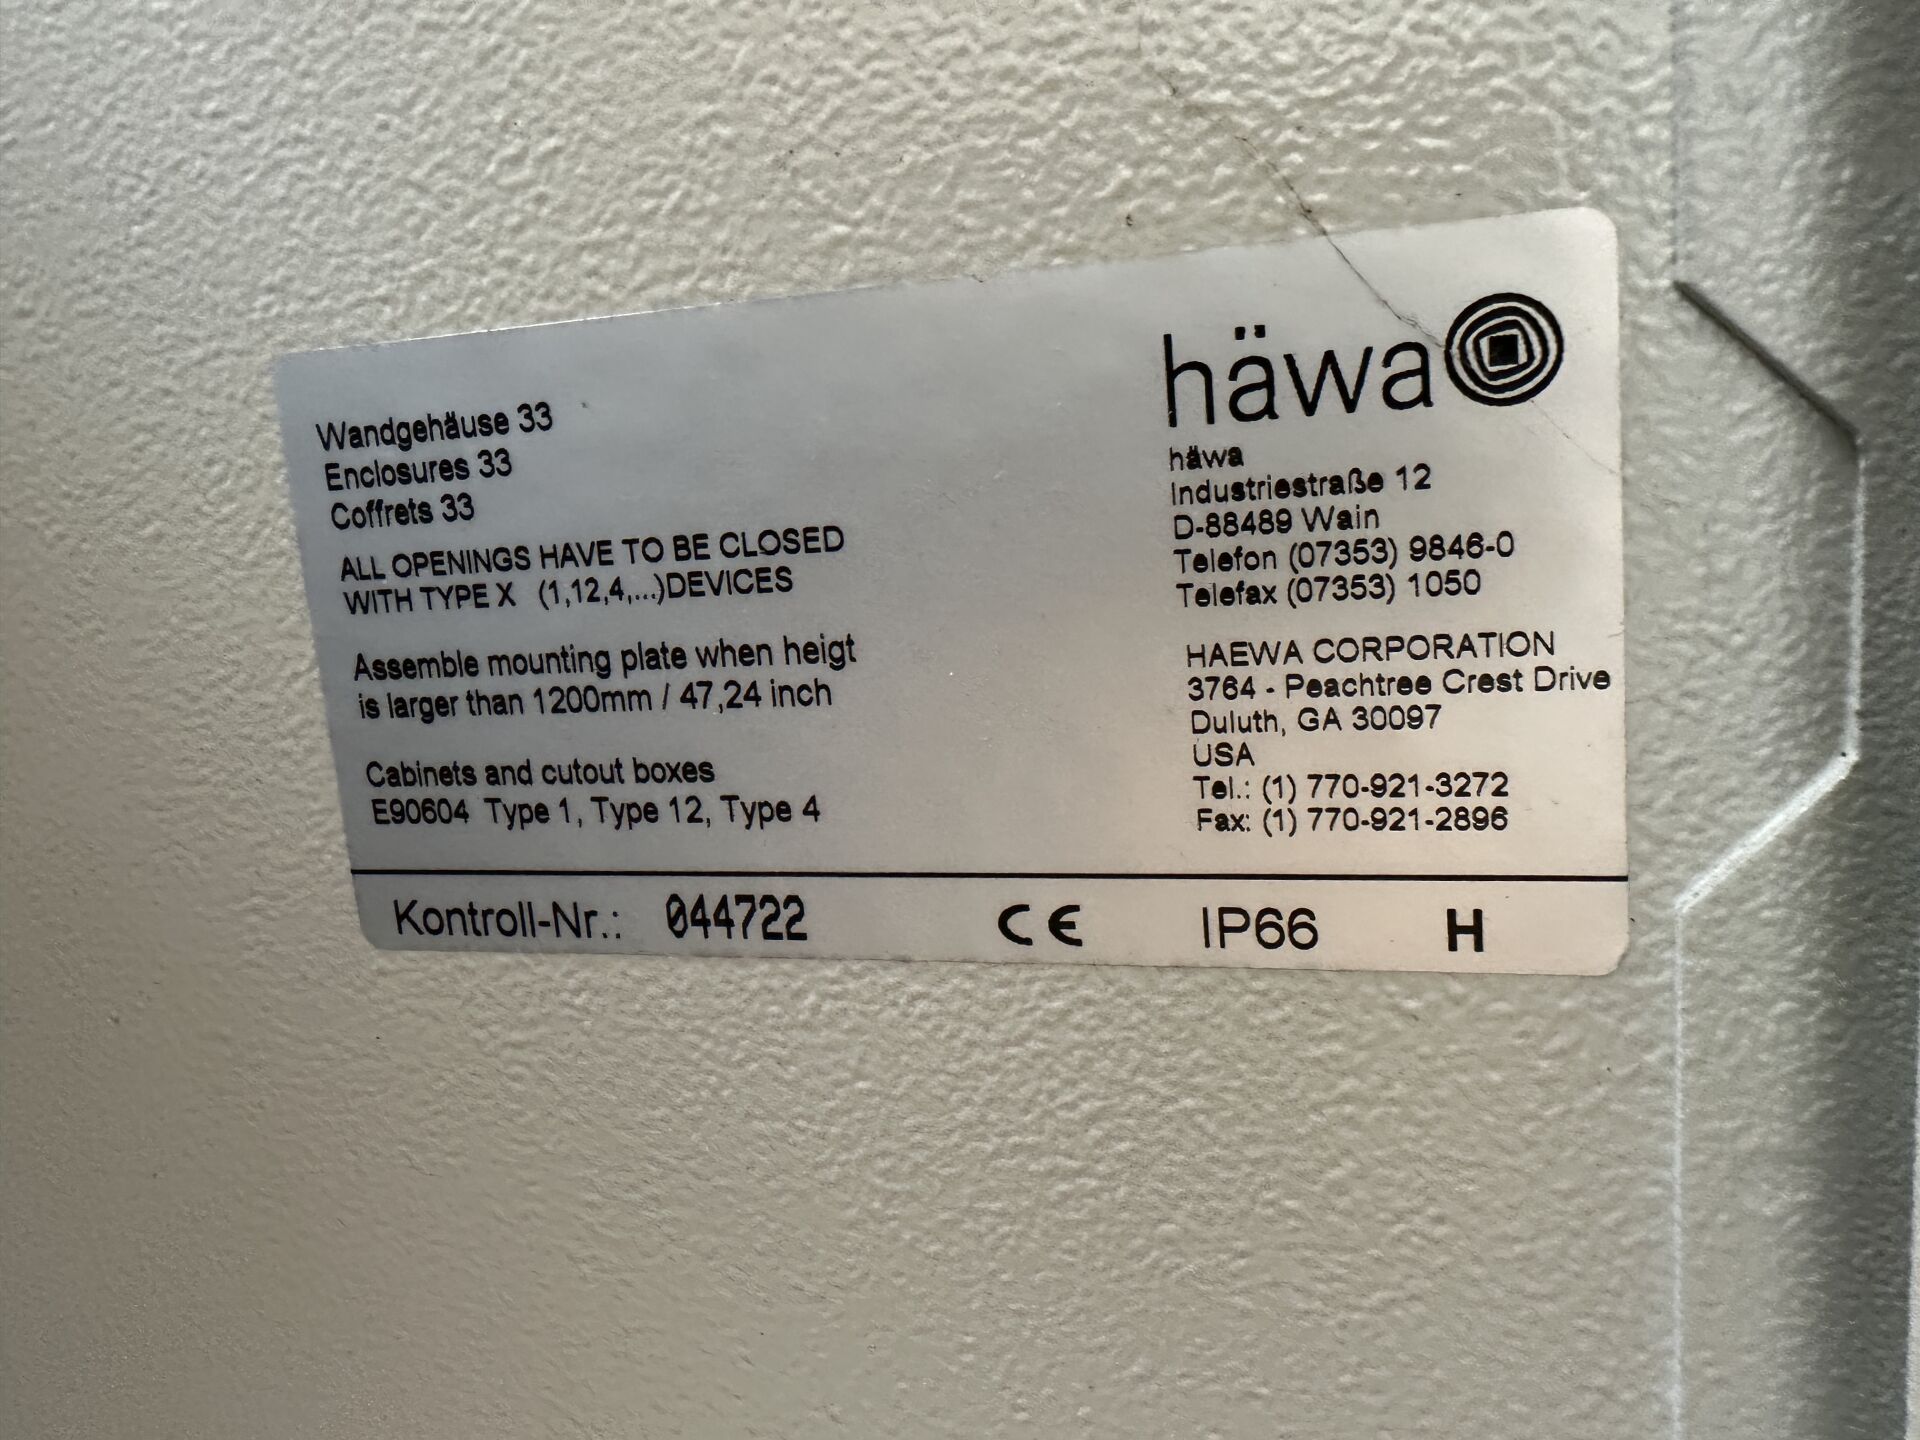 Wandgehäuse 33
Enclosures 33
Coffrets 33
ALL OPENINGS HAVE TO BE CLOSED
WITH TYPE X (1,12,4,...)DEVICES
Assemble mounting plate when heigt
is larger than 1200mm / 47,24 inch
Cabinets and cutout boxes
E90604 Type 1, Type 12, Type 4
häwa
häwa
Industriestraße 12
D-88489 Wain
Telefon (07353) 9846-0
Telefax (07353) 1050
HAEWA CORPORATION
3764 - Peachtree Crest Drive
Duluth, GA 30097
USA
Tel.: (1) 770-921-3272
Fax: (1) 770-921-2896
Kontroll-Nr.: 044722 CE IP66 H